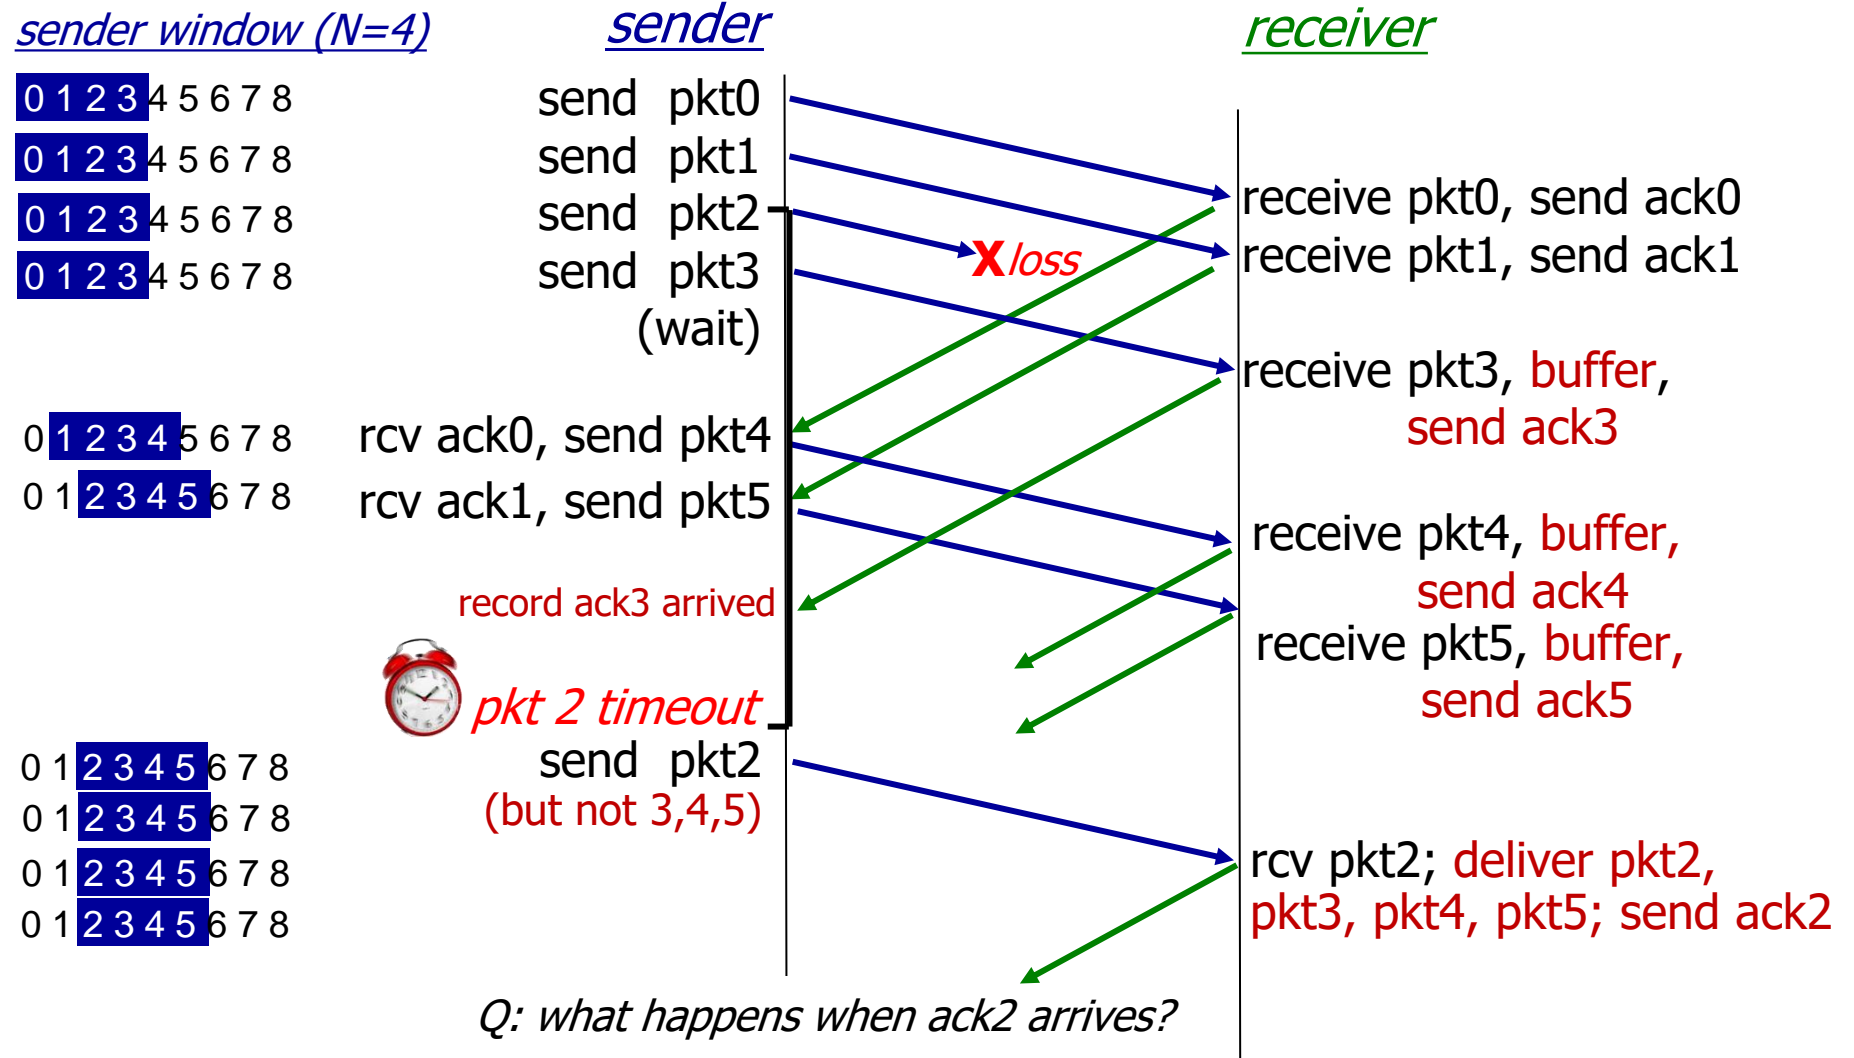 sender window (N=4) sender receiver
0 1 2 3 4 5 6 7 8 send pkt0
0 1 2 3 4 5 6 7 8 send pkt1
receive pkt0, send ack0
0 1 2 3 4 5 6 7 8 send pkt2
X loss
receive pkt1, send ack1
0 1 2 3 4 5 6 7 8 send pkt3
(wait)
receive pkt3, buffer,
send ack3
0 1 2 3 4 5 6 7 8 rcv ack0, send pkt4
0 1 2 3 4 5 6 7 8 rcv ack1, send pkt5
receive pkt4, buffer,
send ack4
record ack3 arrived
receive pkt5, buffer,
send ack5
pkt 2 timeout
0 1 2 3 4 5 6 7 8 send pkt2
0 1 2 3 4 5 6 7 8 (but not 3,4,5)
0 1 2 3 4 5 6 7 8 rcv pkt2; deliver pkt2,
0 1 2 3 4 5 6 7 8 pkt3, pkt4, pkt5; send ack2
Q: what happens when ack2 arrives?